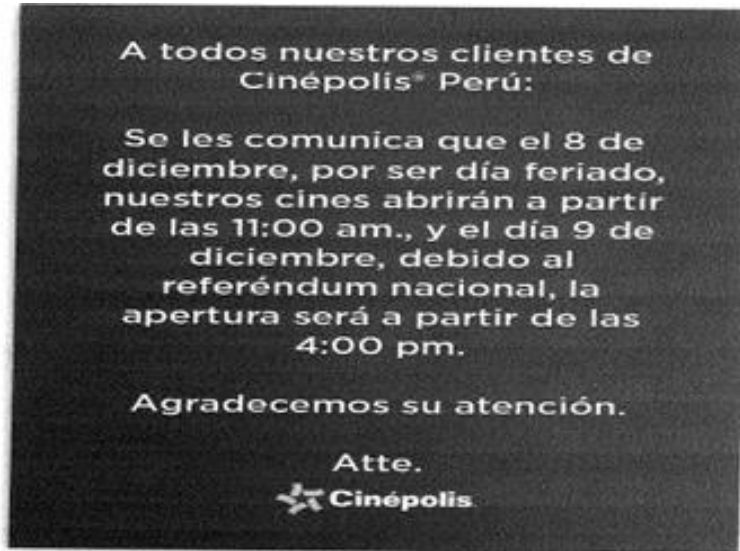 A todos nuestros clientes de
Cinépolis® Perú:
Se les comunica que el 8 de
diciembre, por ser día feriado,
nuestros cines abrirán a partir
de las 11:00 am., y el día 9 de
diciembre, debido al
referéndum nacional, la
apertura será a partir de las
4:00 pm.
Agradecemos su atención.
Atte.
Cinépolis.